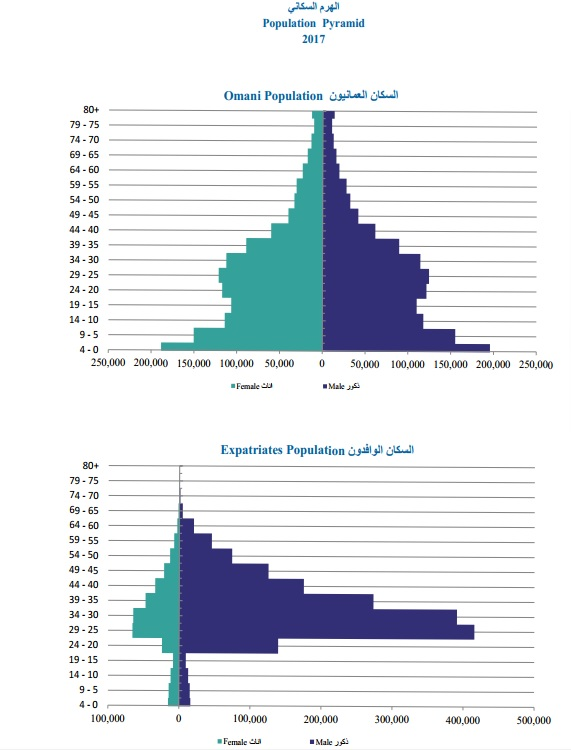 الهرم السكاني
Population Pyramid
2017
Omani Population السكان العمانيون
80+
79 - 75
74 - 70
69 - 65
64 - 60
59 - 55
54 - 50
49 - 45
44 - 40
39 - 35
34 - 30
29 - 25
24 - 20
19 - 15
14 - 10
9 - 5
4 - 0
250,000 200,000 150,000 100,000 50,000 0 50,000 100,000 150,000 200,000 250,000
Female اناث Male ذكور
Expatriates Population السكان الوافدون
80+
79 - 75
74 - 70
69 - 65
64 - 60
59 - 55
54 - 50
49 - 45
44 - 40
39 - 35
34 - 30
29 - 25
24 - 20
19 - 15
14 - 10
9 - 5
4 - 0
100,000 0 100,000 200,000 300,000 400,000 500,000
Female اناث Male ذكور